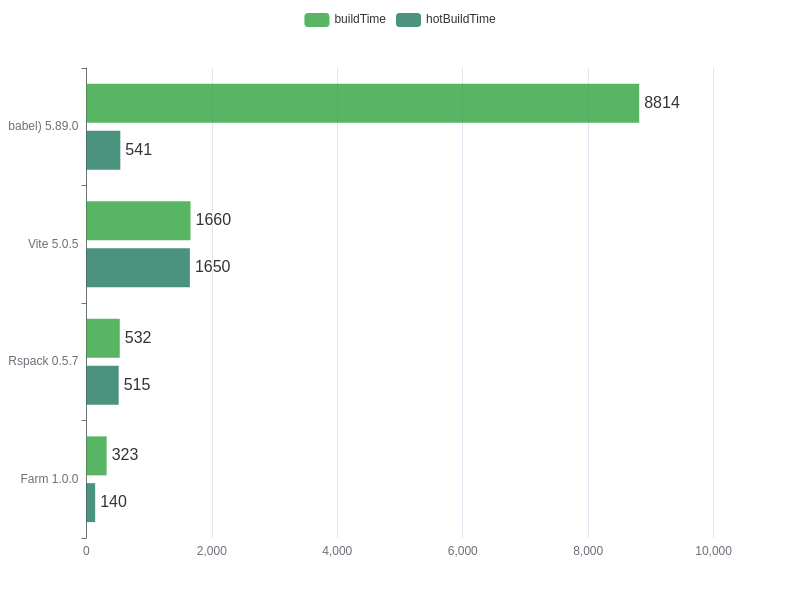 buildTime hotBuildTime
babel) 5.89.0
8814
541
Vite 5.0.5
1660
1650
Rspack 0.5.7
532
515
Farm 1.0.0
323
140
0 2,000 4,000 6,000 8,000 10,000